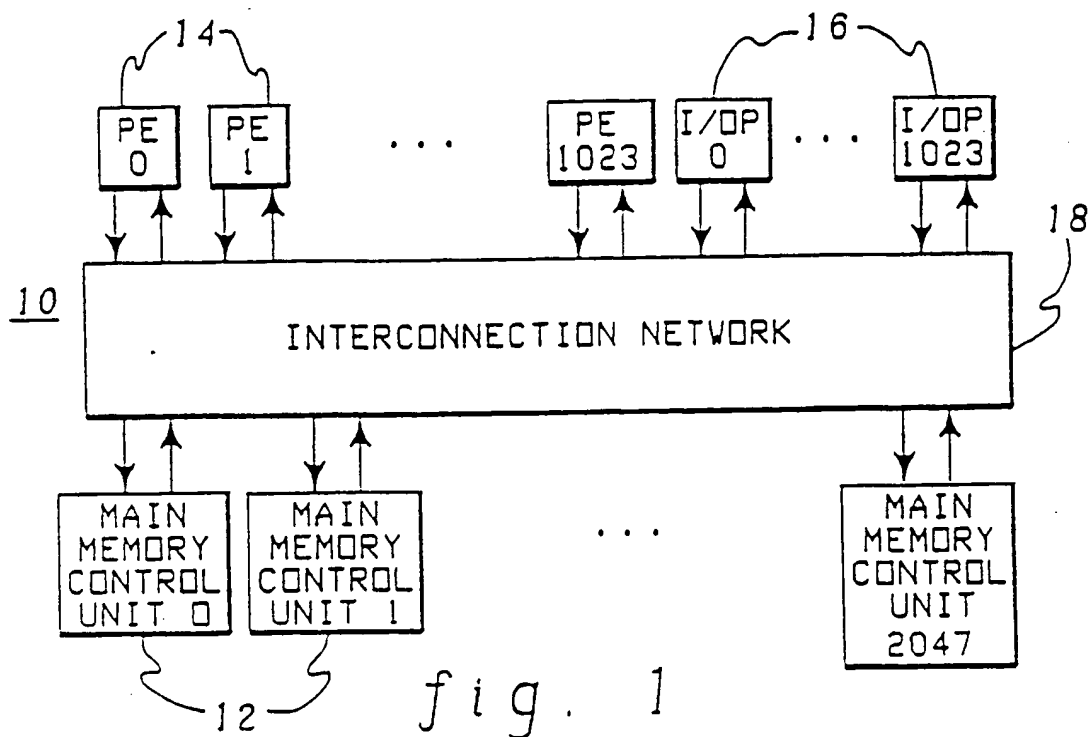 14
16
PE
0
PE
1
...
PE
1023
I/OP
0
...
I/OP
1023
18
10
INTERCONNECTION NETWORK
MAIN
MEMORY
CONTROL
UNIT 0
MAIN
MEMORY
CONTROL
UNIT 1
...
MAIN
MEMORY
CONTROL
UNIT
2047
12
fig. 1